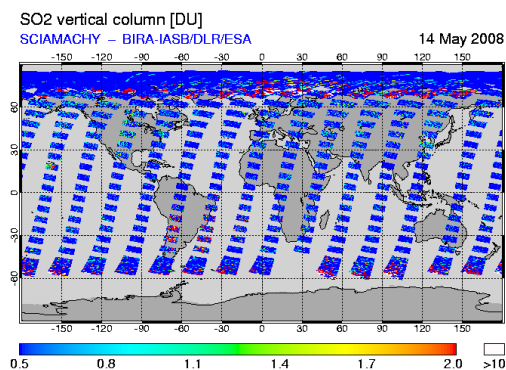 SO2 vertical column [DU]
SCIAMACHY – BIRA-IASB/DLR/ESA 14 May 2008
-150 -120 -90 -60 -30 0 30 60 90 120 150
60
30
0
-30
-60
-150 -120 -90 -60 -30 0 30 60 90 120 150
0.5 0.8 1.1 1.4 1.7 2.0 >10